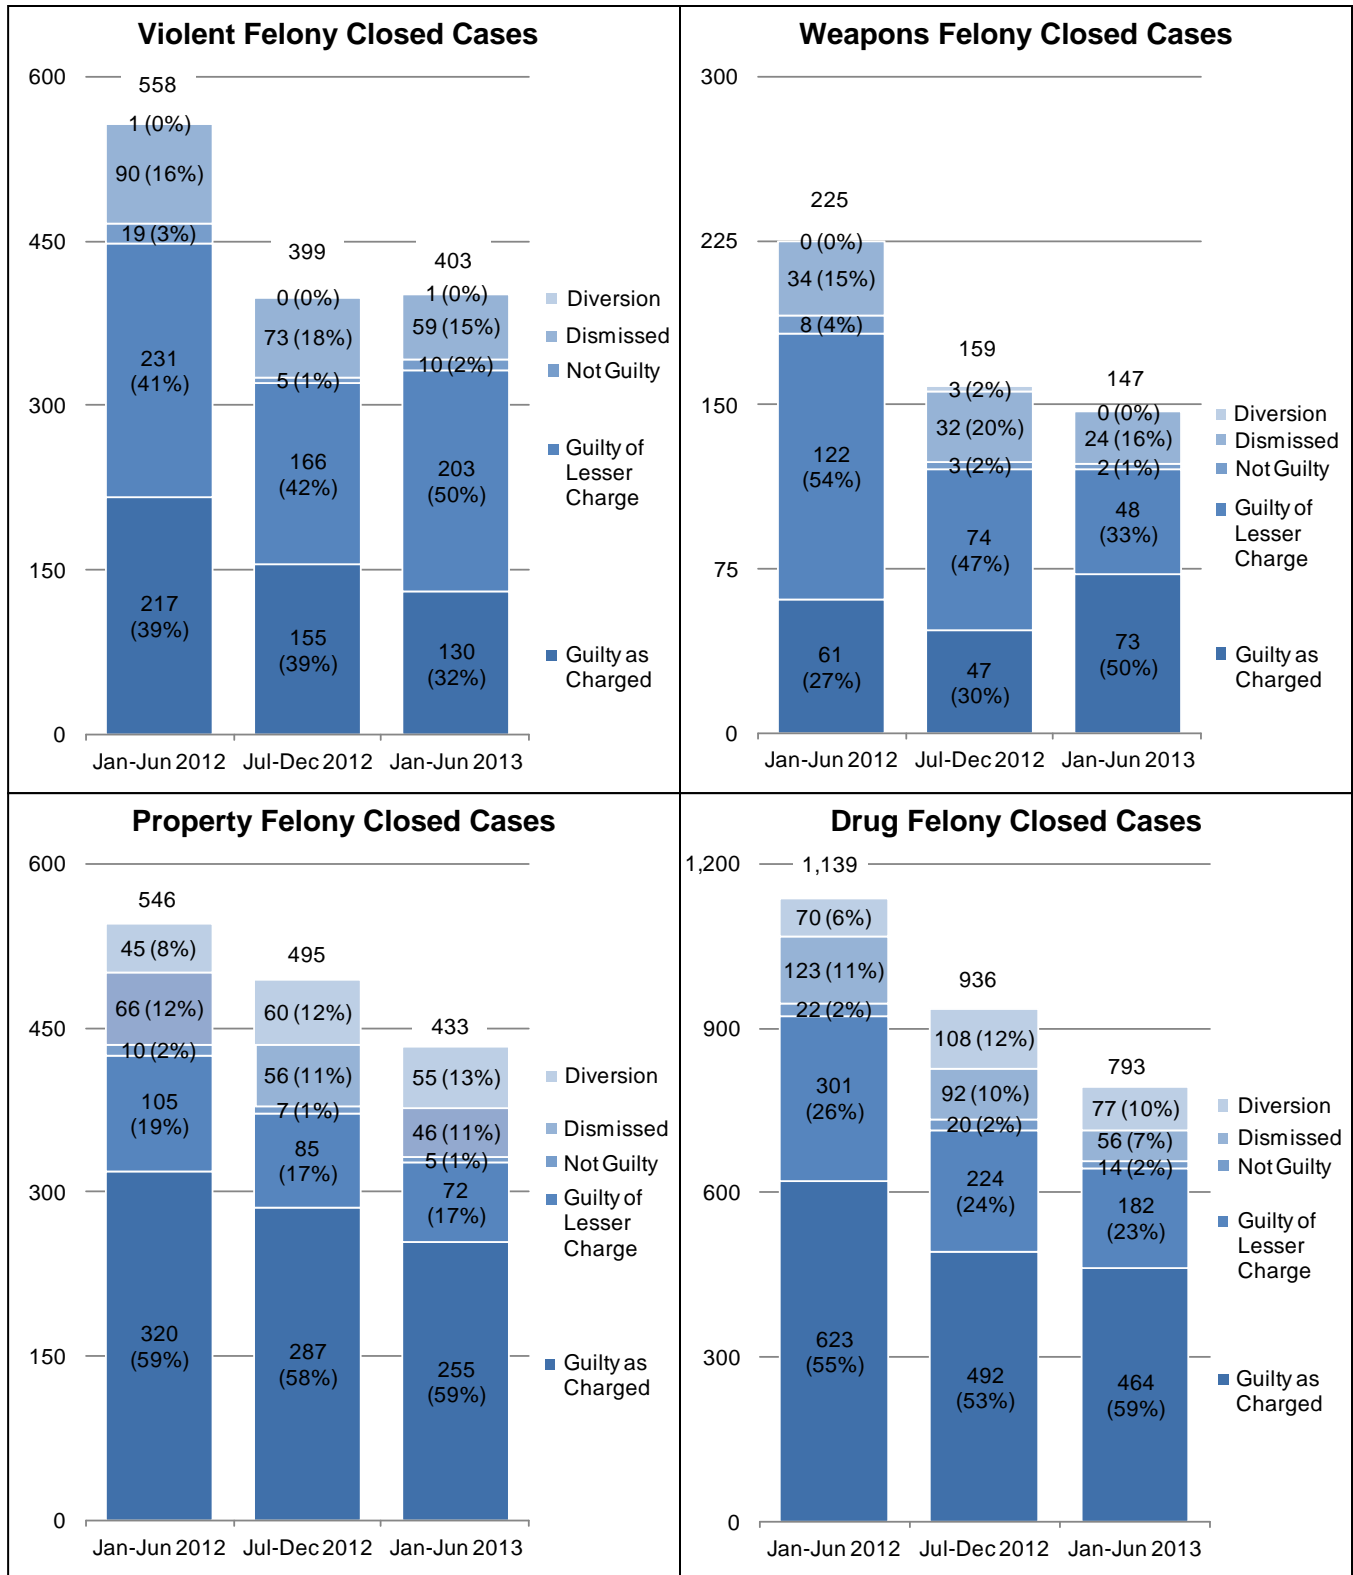 Violent Felony Closed Cases
600
558
1 (0%)
90 (16%)
19 (3%)
450
399
403
0 (0%)
1 (0%)
Diversion
73 (18%)
59 (15%)
Dismissed
5 (1%)
10 (2%)
Not Guilty
231
(41%)
300
166
(42%)
203
(50%)
Guilty of
Lesser
Charge
150
217
(39%)
155
(39%)
130
(32%)
Guilty as
Charged
0
Jan-Jun 2012 Jul-Dec 2012 Jan-Jun 2013
Weapons Felony Closed Cases
300
225
225
0 (0%)
34 (15%)
8 (4%)
159
147
150
3 (2%)
0 (0%)
Diversion
32 (20%)
24 (16%)
Dismissed
3 (2%)
2 (1%)
Not Guilty
122
(54%)
74
(47%)
48
(33%)
Guilty of
Lesser
Charge
75
61
(27%)
47
(30%)
73
(50%)
Guilty as
Charged
0
Jan-Jun 2012 Jul-Dec 2012 Jan-Jun 2013
Property Felony Closed Cases
600
546
45 (8%)
495
66 (12%)
60 (12%)
450
433
10 (2%)
56 (11%)
55 (13%)
Diversion
7 (1%)
46 (11%)
Dismissed
5 (1%)
Not Guilty
105
(19%)
85
(17%)
72
(17%)
Guilty of
Lesser
Charge
300
150
320
(59%)
287
(58%)
255
(59%)
Guilty as
Charged
0
Jan-Jun 2012 Jul-Dec 2012 Jan-Jun 2013
Drug Felony Closed Cases
1,200
1,139
70 (6%)
123 (11%)
936
22 (2%)
900
108 (12%)
793
92 (10%)
77 (10%)
Diversion
20 (2%)
56 (7%)
Dismissed
14 (2%)
Not Guilty
301
(26%)
224
(24%)
182
(23%)
Guilty of
Lesser
Charge
600
300
623
(55%)
492
(53%)
464
(59%)
Guilty as
Charged
0
Jan-Jun 2012 Jul-Dec 2012 Jan-Jun 2013